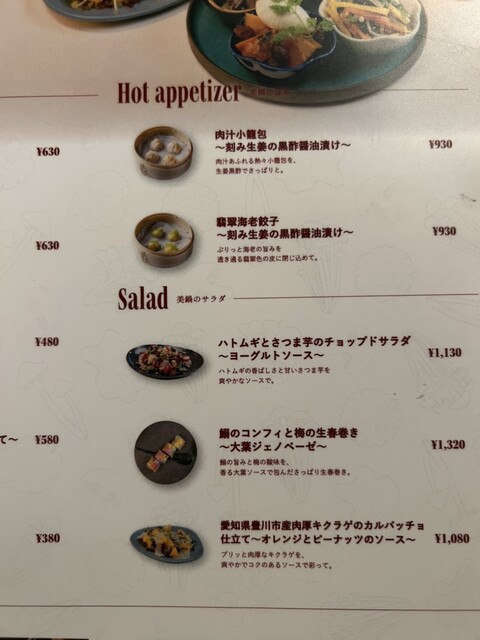 Hot appetizer
¥630
肉汁小籠包
～刻み生姜の黒酢醤油漬け～
¥930
肉汁あふれる熱々小籠包を、
生姜黒酢でさっぱりと。
¥630
翡翠海老餃子
～刻み生姜の黒酢醤油漬け～
¥930
ぷりっと海老の旨みを
透き通る翡翠色の皮に閉じ込めて。
Salad 美鍋のサラダ
¥480
ハトムギとさつま芋のチョップドサラダ
～ヨーグルトソース～
¥1,130
ハトムギの香ばしさと甘いさつま芋を
爽やかなソースで。
て～ ¥580
鰯のコンフィと梅の生春巻き
～大葉ジェノベーゼ～
¥1,320
鰯の旨みと梅の酸味を、
香る大葉ソースで包んださっぱり生春巻き。
¥380
愛知県豊川市産肉厚キクラゲのカルパッチョ
仕立て～オレンジとピーナッツのソース～
¥1,080
プリッと肉厚なキクラゲを、
爽やかでコクのあるソースで彩って。